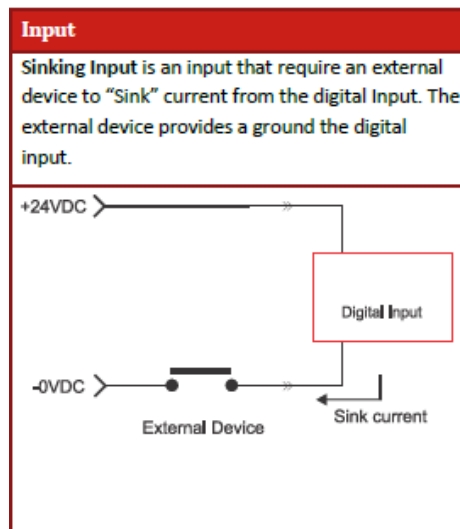 Input
Sinking Input is an input that require an external
device to “Sink” current from the digital Input. The
external device provides a ground the digital
input.
+24VDC
Digital Input
-0VDC
External Device
Sink current